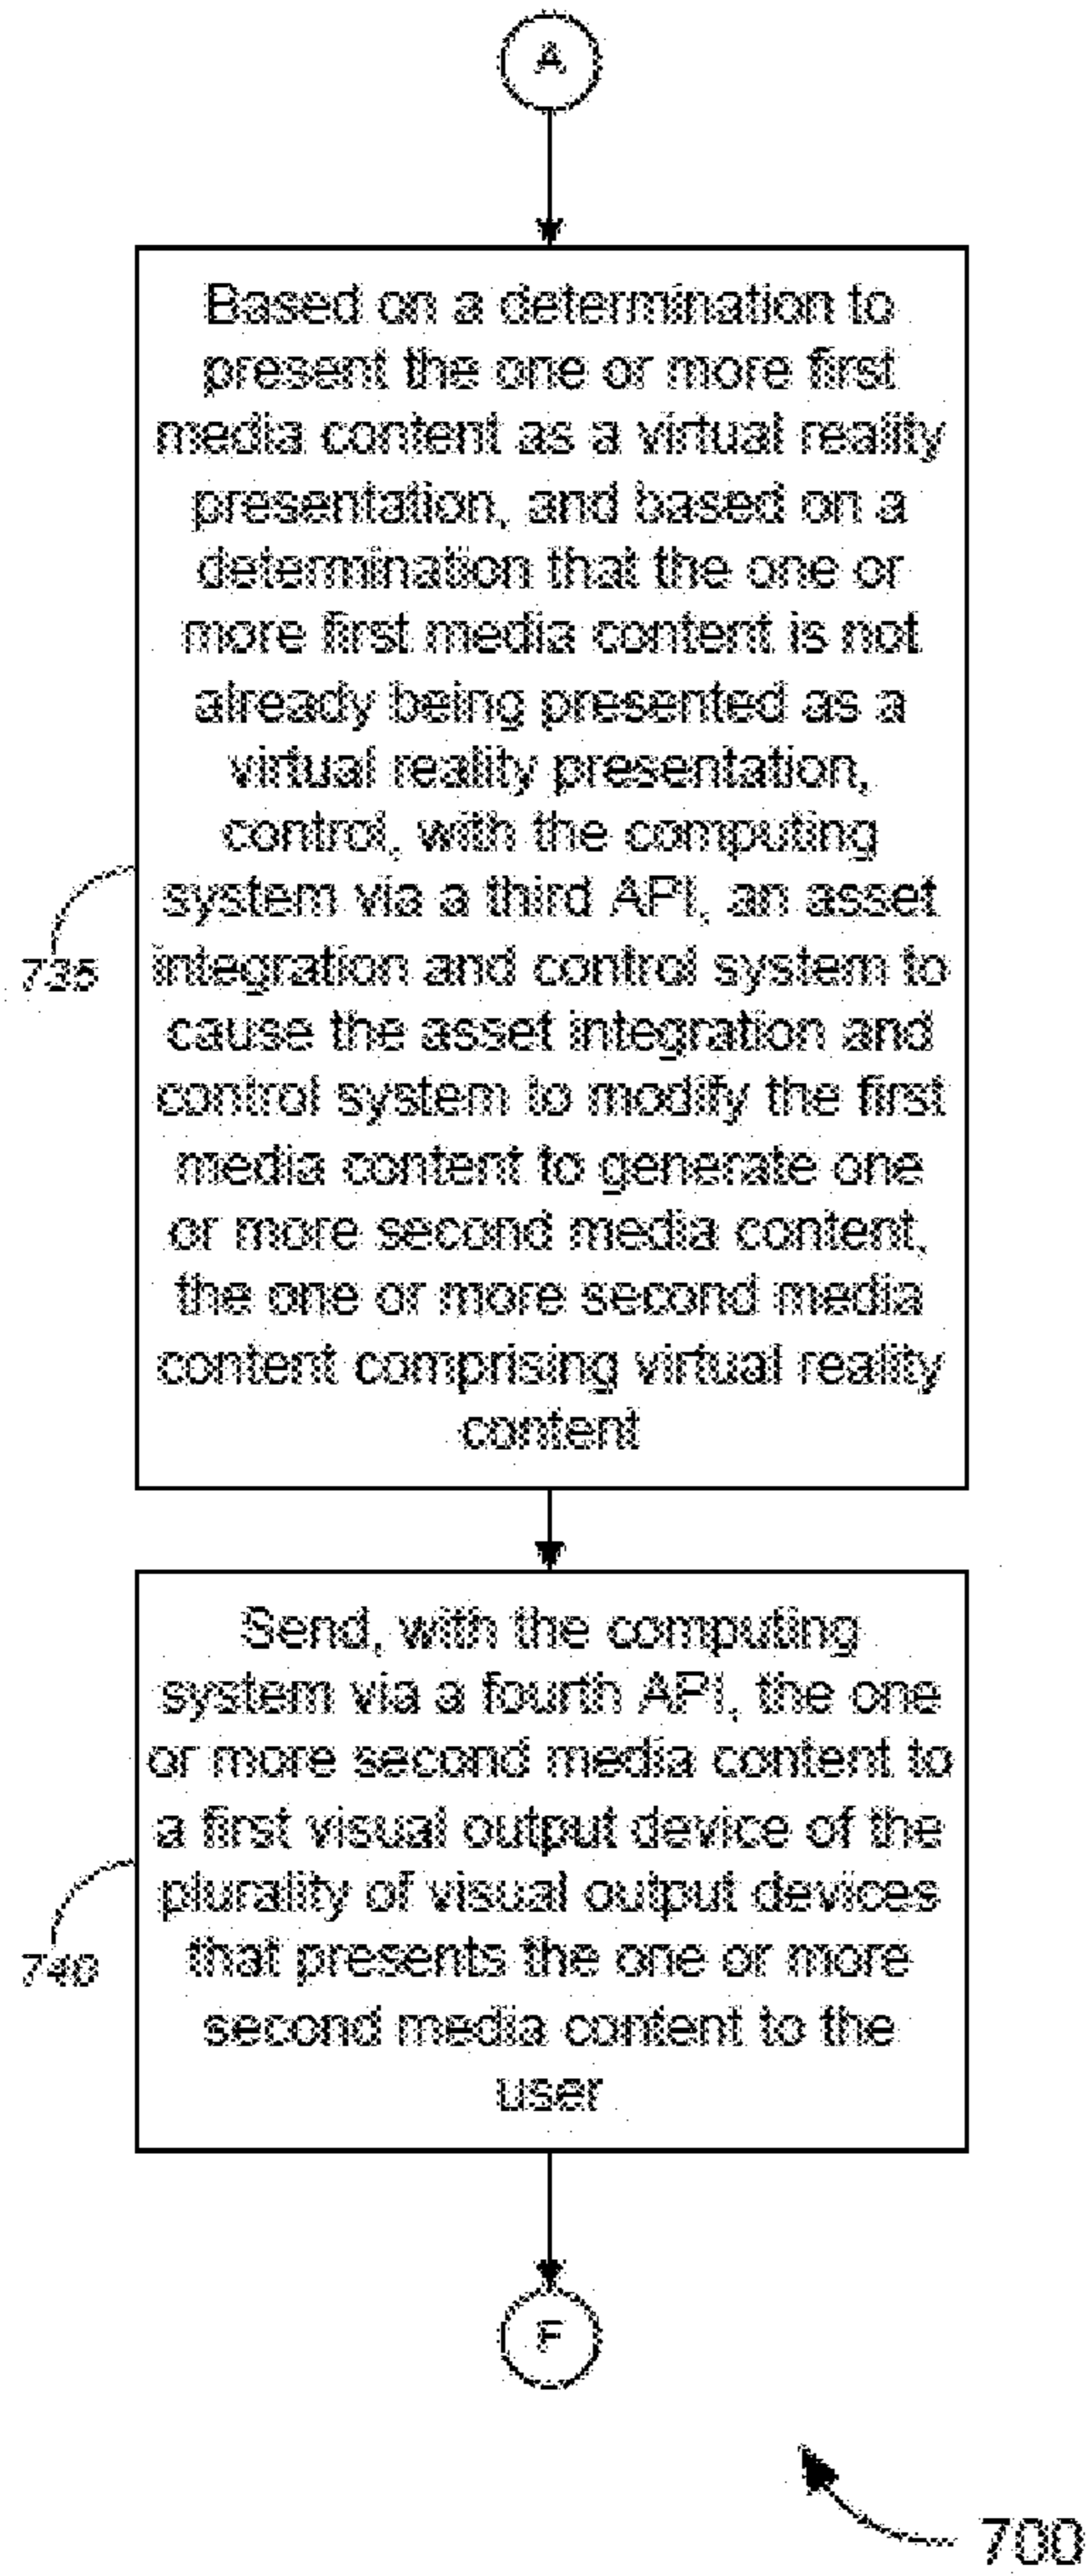 A
Based on a determination to
present the one or more first
media content as a virtual reality
presentation, and based on a
determination that the one or
more first media content is not
already being presented as a
virtual reality presentation,
control, with the computing
system via a third API, an asset
integration and control system to
cause the asset integration and
control system to modify the first
media content to generate one
or more second media content,
the one or more second media
content comprising virtual reality
content
735
Send, with the computing
system via a fourth API, the one
or more second media content to
a first visual output device of the
plurality of visual output devices
that presents the one or more
second media content to the
user
740
F
700